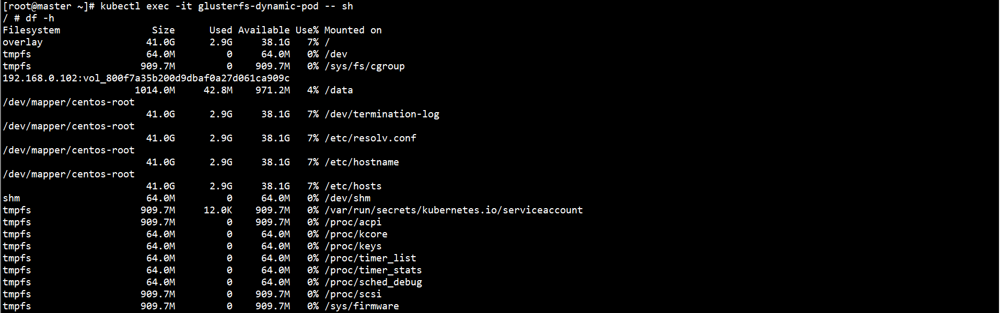 [root@master ~]# kubectl exec -it glusterfs-dynamic-pod -- sh
/ # df -h
Filesystem                Size      Used Available Use% Mounted on
overlay                  41.0G      2.9G     38.1G   7% /
tmpfs                    64.0M         0     64.0M   0% /dev
tmpfs                   909.7M         0    909.7M   0% /sys/fs/cgroup
192.168.0.102:vol_800f7a35b200d9dbaf0a27d061ca909c
                       1014.0M     42.8M    971.2M   4% /data
/dev/mapper/centos-root
                         41.0G      2.9G     38.1G   7% /dev/termination-log
/dev/mapper/centos-root
                         41.0G      2.9G     38.1G   7% /etc/resolv.conf
/dev/mapper/centos-root
                         41.0G      2.9G     38.1G   7% /etc/hostname
/dev/mapper/centos-root
                         41.0G      2.9G     38.1G   7% /etc/hosts
shm                      64.0M         0     64.0M   0% /dev/shm
tmpfs                   909.7M     12.0K    909.7M   0% /var/run/secrets/kubernetes.io/serviceaccount
tmpfs                   909.7M         0    909.7M   0% /proc/acpi
tmpfs                    64.0M         0     64.0M   0% /proc/kcore
tmpfs                    64.0M         0     64.0M   0% /proc/keys
tmpfs                    64.0M         0     64.0M   0% /proc/timer_list
tmpfs                    64.0M         0     64.0M   0% /proc/timer_stats
tmpfs                    64.0M         0     64.0M   0% /proc/sched_debug
tmpfs                   909.7M         0    909.7M   0% /proc/scsi
tmpfs                   909.7M         0    909.7M   0% /sys/firmware